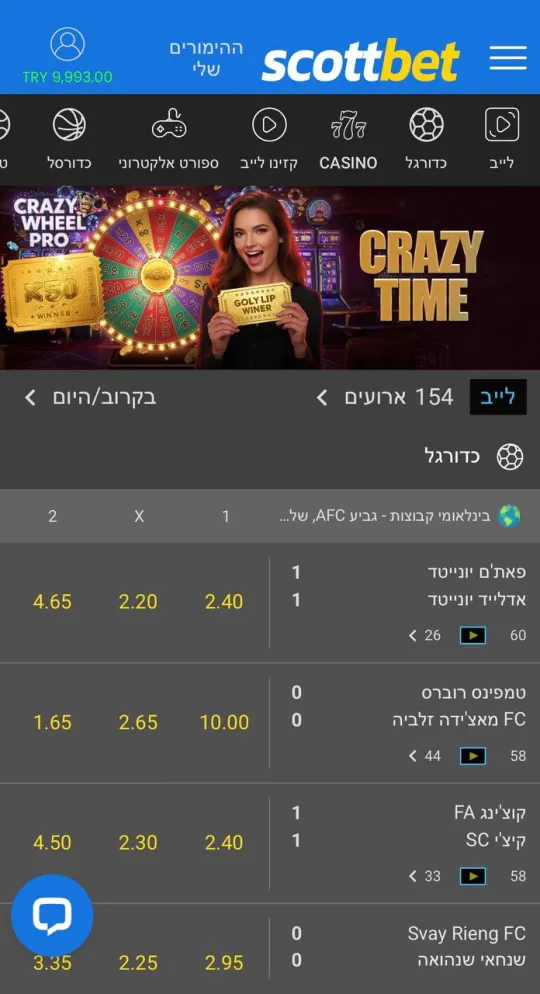 scottbet
ההימורים
שלי
TRY 9,993.00
לייב
כדורגל
CASINO
קזינו לייב
ספורט אלקטרוני
כדורסל
CRAZY
WHEEL
PRO
X50
WINNER
GOLY LIP
WINER
CRAZY
TIME
לייב
154 ארועים
בקרוב/היום
כדורגל
בינלאומי קבוצות - גביע AFC, של...
1 X 2
פאת'ם יונייטד 1
אדלייד יונייטד 1
2.40 2.20 4.65
60 26
טמפינס רוברס 0
FC מאצ'ידה זלביה 0
10.00 2.65 1.65
58 44
קוצ'ינג FA 1
קיצ'י SC 1
2.40 2.30 4.50
58 33
Svay Rieng FC 0
שנחאי שנהואה 0
2.95 2.25 3.35